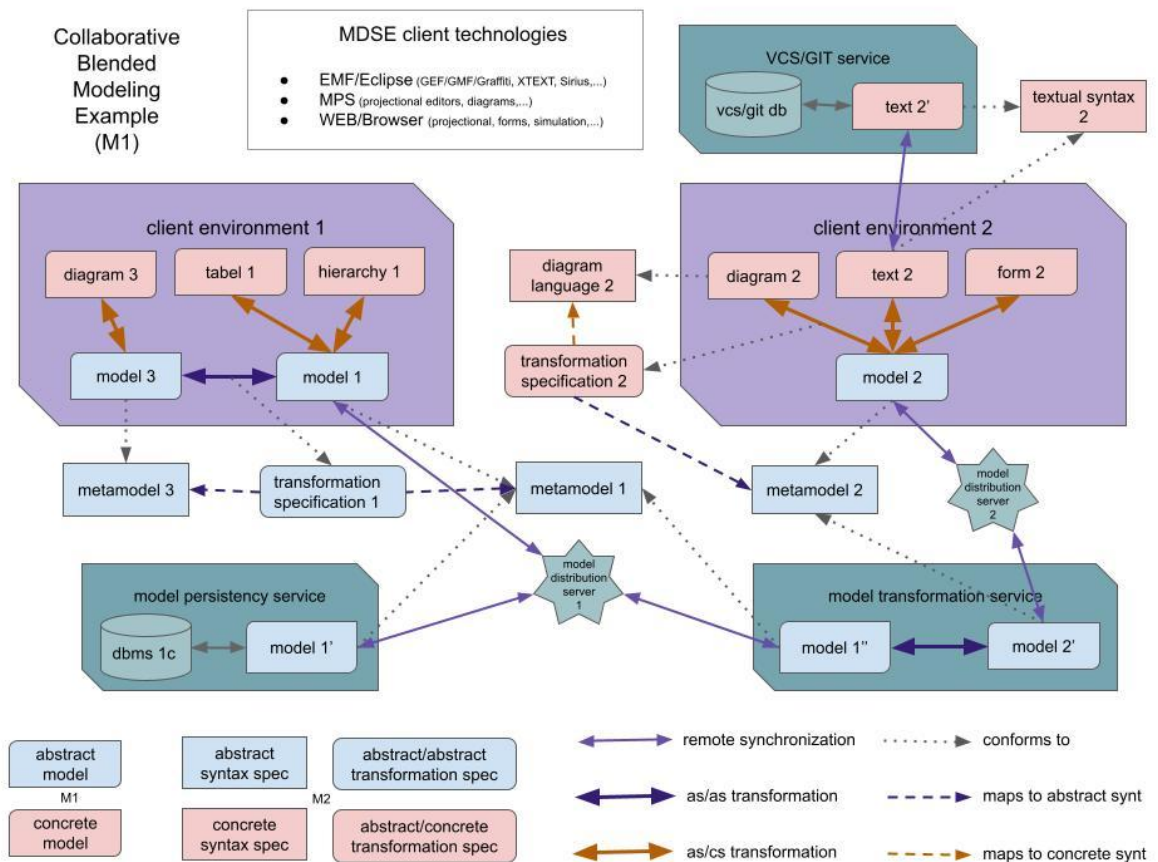 Collaborative
Blended
Modeling
Example
(M1)
MDSE client technologies
● EMF/Eclipse (GEF/GMF/Graffiti, XTEXT, Sirius,...)
● MPS (projectional editors, diagrams,...)
● WEB/Browser (projectional, forms, simulation,...)
VCS/GIT service
vcs/git db
text 2'
textual syntax
2
client environment 1
diagram 3
tabel 1
hierarchy 1
model 3
model 1
diagram
language 2
transformation
specification 2
client environment 2
diagram 2
text 2
form 2
model 2
metamodel 3
transformation
specification 1
metamodel 1
metamodel 2
model
distribution
server
2
model persistency service
dbms 1c
model 1'
model
distribution
server
1
model transformation service
model 1''
model 2'
abstract
model
M1
concrete
model
abstract
syntax spec
M2
concrete
syntax spec
abstract/abstract
transformation spec
abstract/concrete
transformation spec
remote synchronization
as/as transformation
as/cs transformation
conforms to
maps to abstract synt
maps to concrete synt